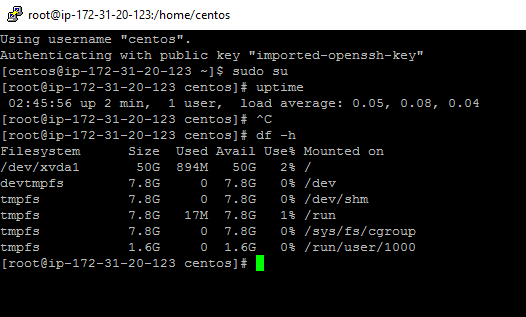 root@ip-172-31-20-123:/home/centos
Using username "centos".
Authenticating with public key "imported-openssh-key"
[centos@ip-172-31-20-123 ~]$ sudo su
[root@ip-172-31-20-123 centos]# uptime
 02:45:56 up 2 min,  1 user,  load average: 0.05, 0.08, 0.04
[root@ip-172-31-20-123 centos]# ^C
[root@ip-172-31-20-123 centos]# df -h
Filesystem      Size  Used Avail Use% Mounted on
/dev/xvda1       50G  894M   50G   2% /
devtmpfs        7.8G     0  7.8G   0% /dev
tmpfs           7.8G     0  7.8G   0% /dev/shm
tmpfs           7.8G   17M  7.8G   1% /run
tmpfs           7.8G     0  7.8G   0% /sys/fs/cgroup
tmpfs           1.6G     0  1.6G   0% /run/user/1000
[root@ip-172-31-20-123 centos]#